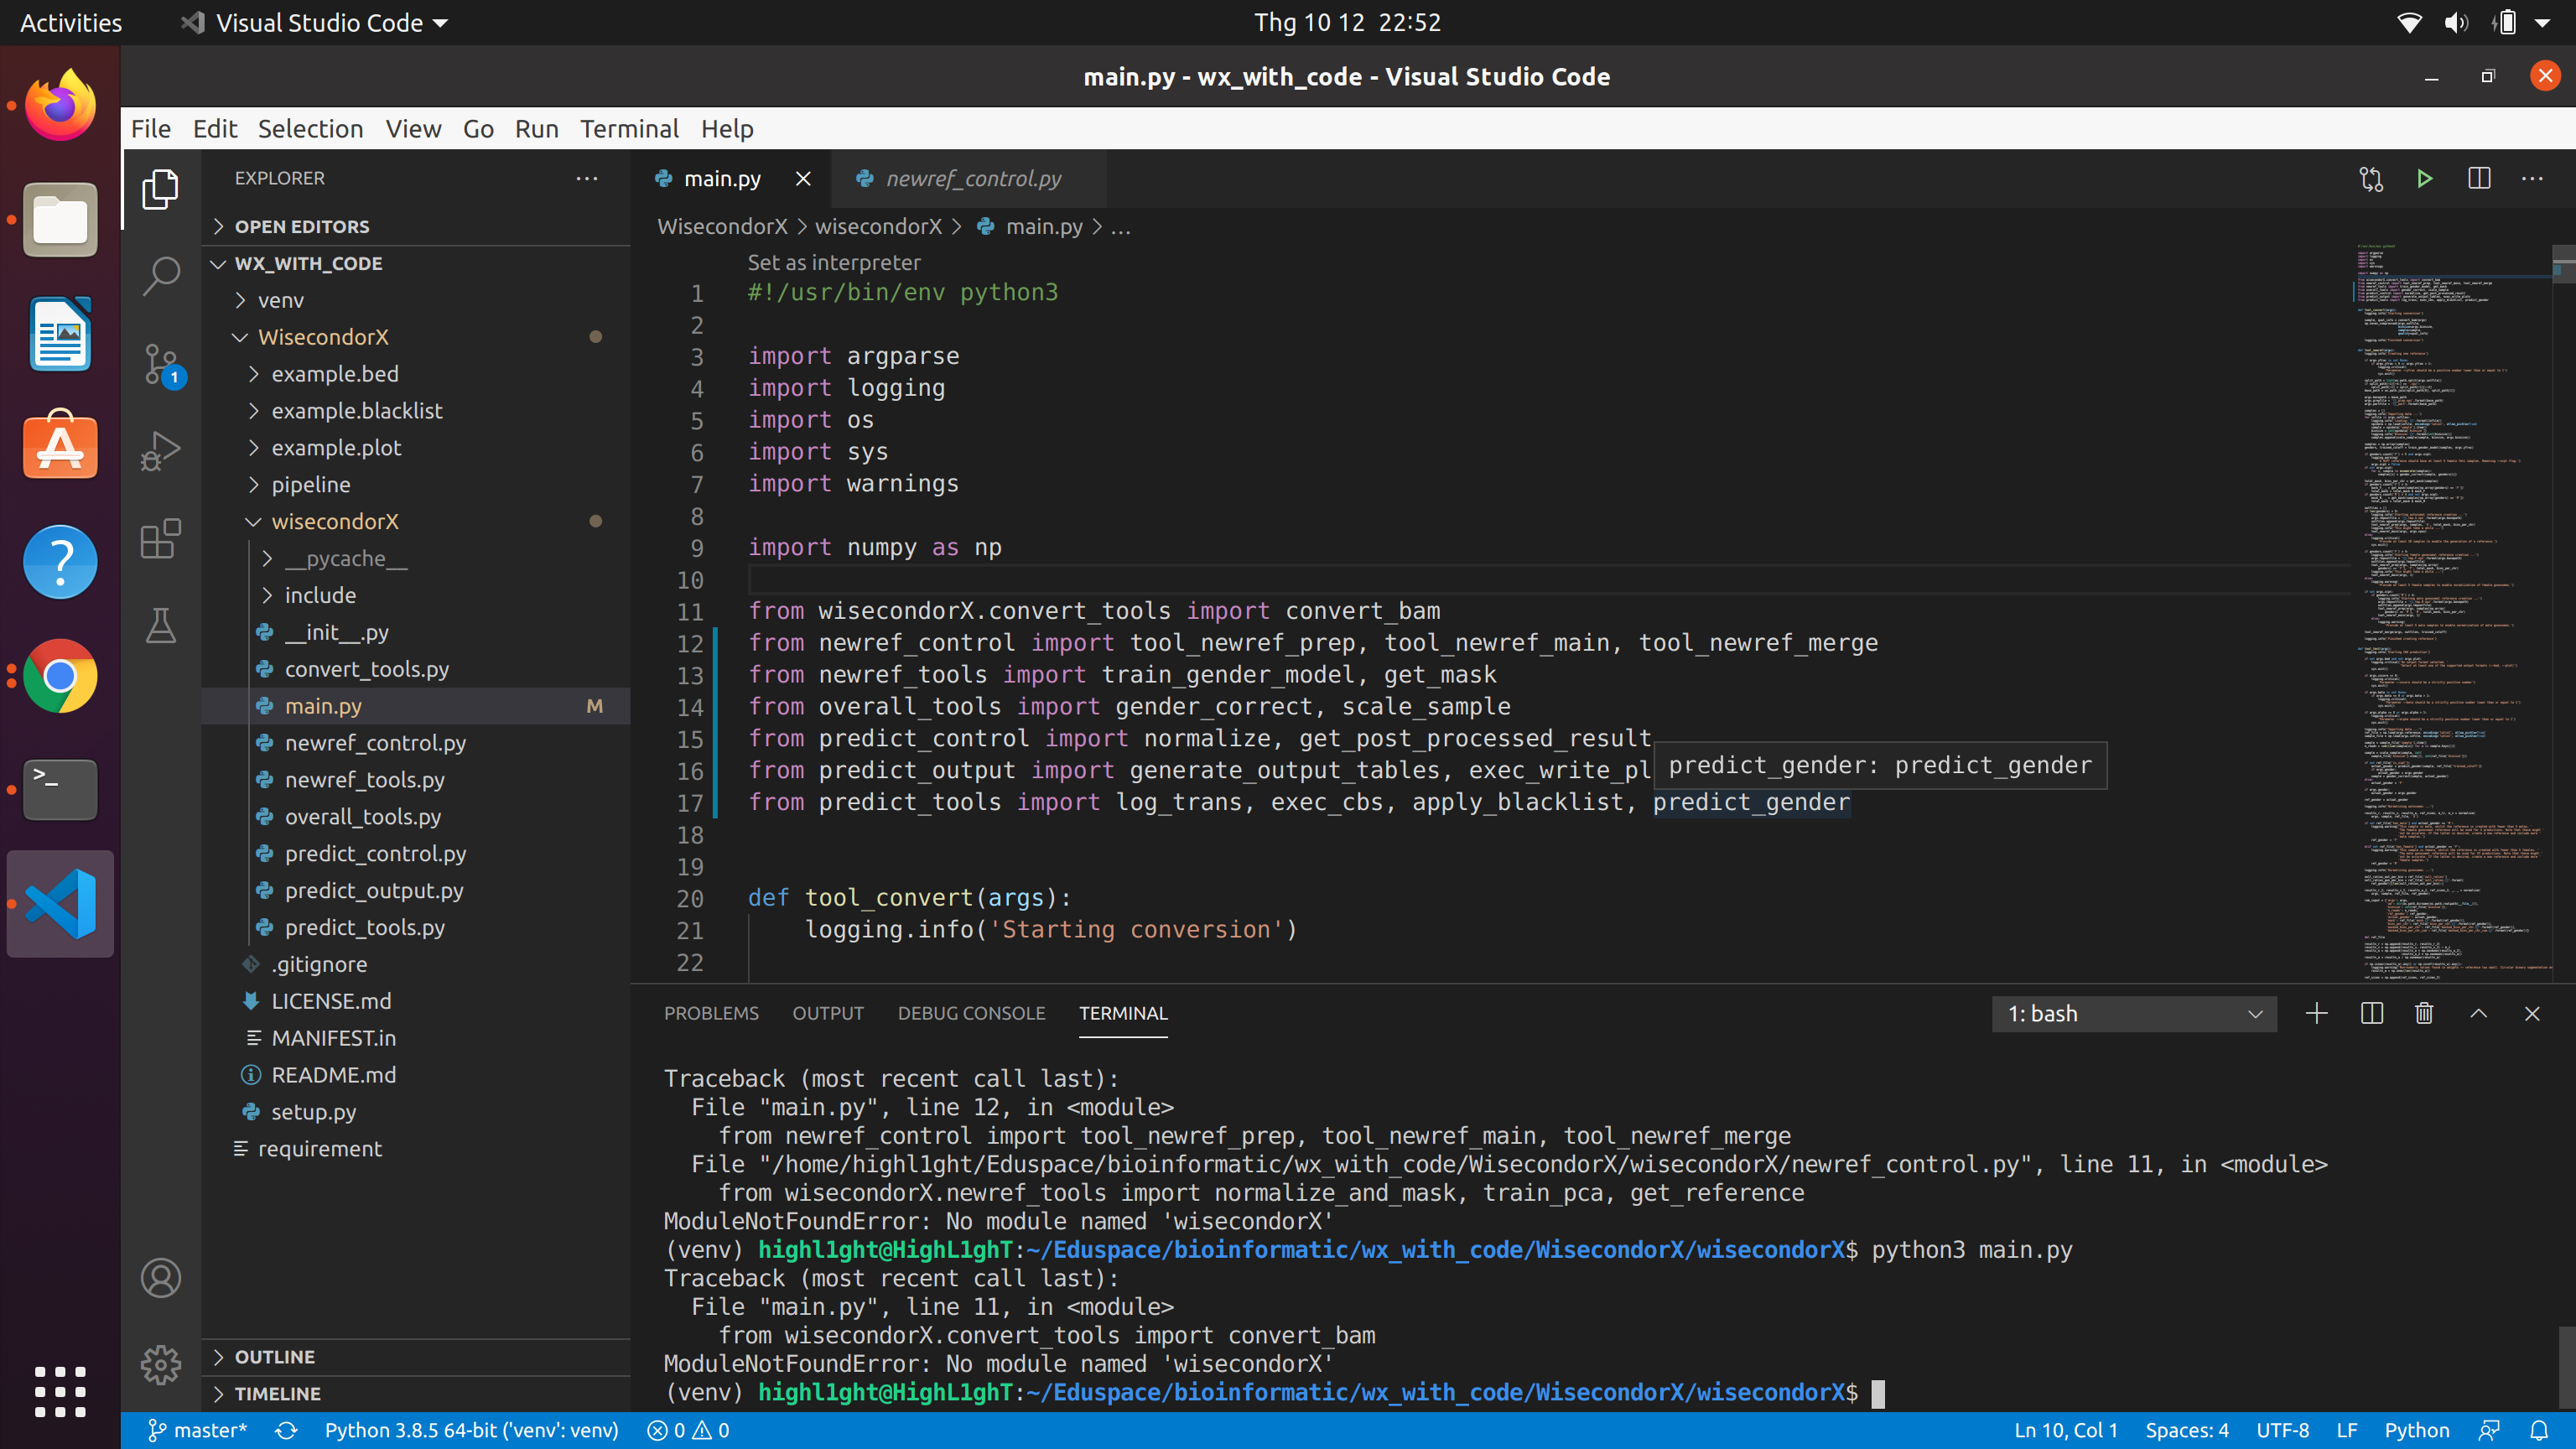 Activities
Visual Studio Code
Thg 10 12 22:52
main.py - wx_with_code - Visual Studio Code
File Edit Selection View Go Run Terminal Help
EXPLORER
OPEN EDITORS
WX_WITH_CODE
venv
WisecondorX
example.bed
example.blacklist
example.plot
pipeline
wisecondorX
__pycache__
include
__init__.py
convert_tools.py
main.py M
newref_control.py
newref_tools.py
overall_tools.py
predict_control.py
predict_output.py
predict_tools.py
.gitignore
LICENSE.md
MANIFEST.in
README.md
setup.py
requirement
OUTLINE
TIMELINE
1
main.py
newref_control.py
WisecondorX > wisecondorX > main.py > ...
Set as interpreter
1 #!/usr/bin/env python3
2
3 import argparse
4 import logging
5 import os
6 import sys
7 import warnings
8
9 import numpy as np
10
11 from wisecondorX.convert_tools import convert_bam
12 from newref_control import tool_newref_prep, tool_newref_main, tool_newref_merge
13 from newref_tools import train_gender_model, get_mask
14 from overall_tools import gender_correct, scale_sample
15 from predict_control import normalize, get_post_processed_result
16 from predict_output import generate_output_tables, exec_write_pl
predict_gender: predict_gender
17 from predict_tools import log_trans, exec_cbs, apply_blacklist, predict_gender
18
19
20 def tool_convert(args):
21 logging.info('Starting conversion')
22
PROBLEMS OUTPUT DEBUG CONSOLE TERMINAL
1: bash
Traceback (most recent call last):
File "main.py", line 12, in <module>
from newref_control import tool_newref_prep, tool_newref_main, tool_newref_merge
File "/home/highl1ght/Eduspace/bioinformatic/wx_with_code/WisecondorX/wisecondorX/newref_control.py", line 11, in <module>
from wisecondorX.newref_tools import normalize_and_mask, train_pca, get_reference
ModuleNotFoundError: No module named 'wisecondorX'
(venv) highl1ght@HighL1ghT:~/Eduspace/bioinformatic/wx_with_code/WisecondorX/wisecondorX$ python3 main.py
Traceback (most recent call last):
File "main.py", line 11, in <module>
from wisecondorX.convert_tools import convert_bam
ModuleNotFoundError: No module named 'wisecondorX'
(venv) highl1ght@HighL1ghT:~/Eduspace/bioinformatic/wx_with_code/WisecondorX/wisecondorX$
master* Python 3.8.5 64-bit ('venv': venv) 0 0 Ln 10, Col 1 Spaces: 4 UTF-8 LF Python